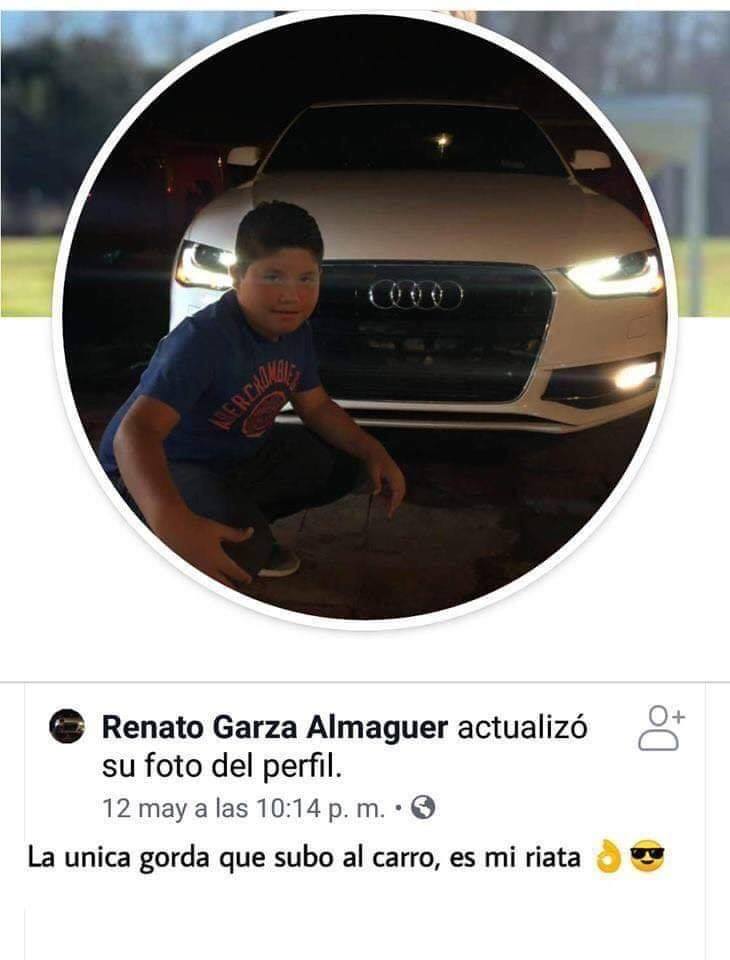 ABERCROMBIE
Renato Garza Almaguer actualizó
su foto del perfil.
12 may a las 10:14 p. m. •
La unica gorda que subo al carro, es mi riata 👌😎